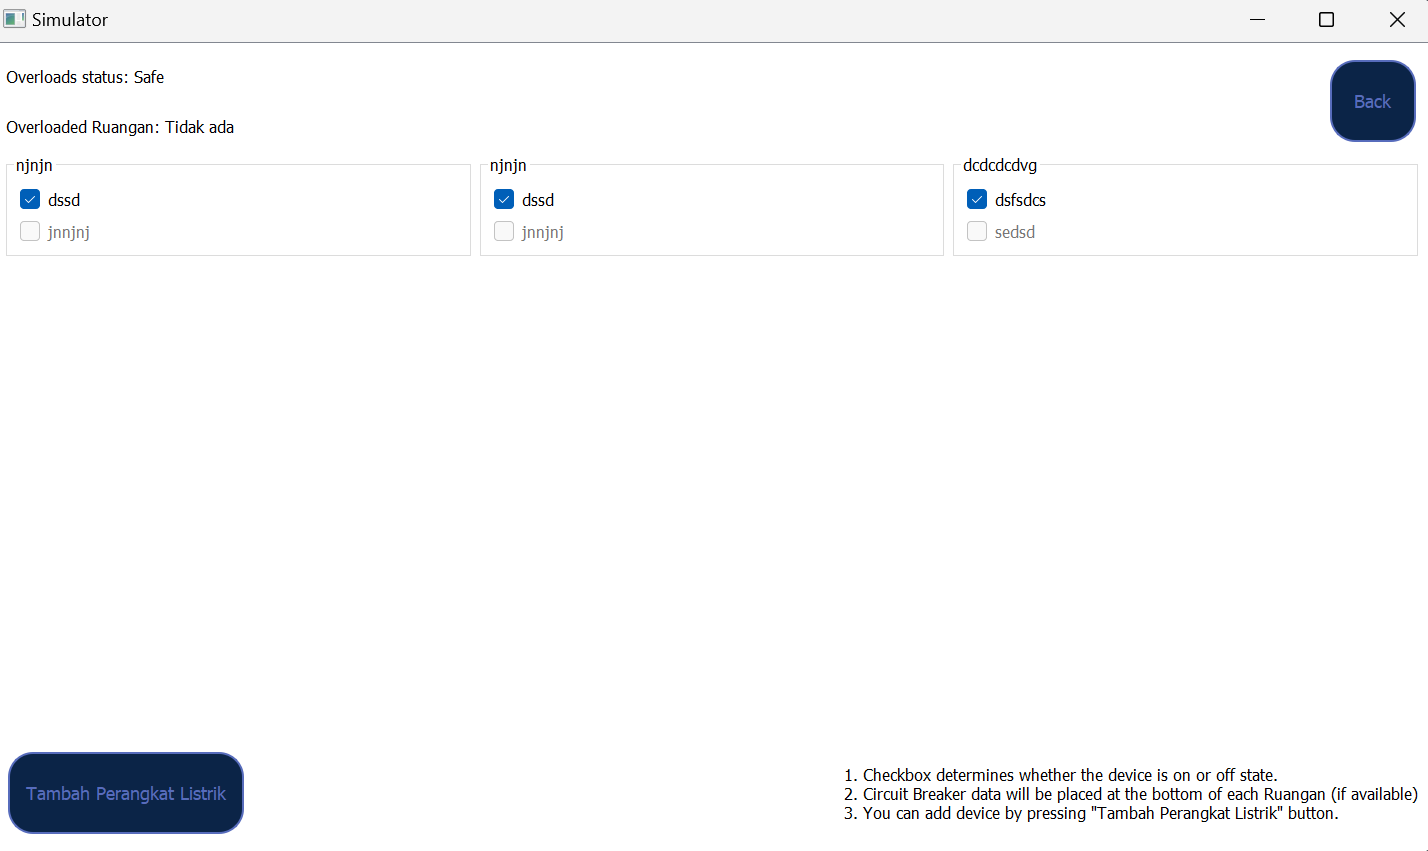 Simulator
Overloads status: Safe
Back
Overloaded Ruangan: Tidak ada
njnjn
dssd
jnnjnj
njnjn
dssd
jnnjnj
dcdcdcdvg
dsfsdcs
sedsd
Tambah Perangkat Listrik
1. Checkbox determines whether the device is on or off state.
2. Circuit Breaker data will be placed at the bottom of each Ruangan (if available)
3. You can add device by pressing "Tambah Perangkat Listrik" button.